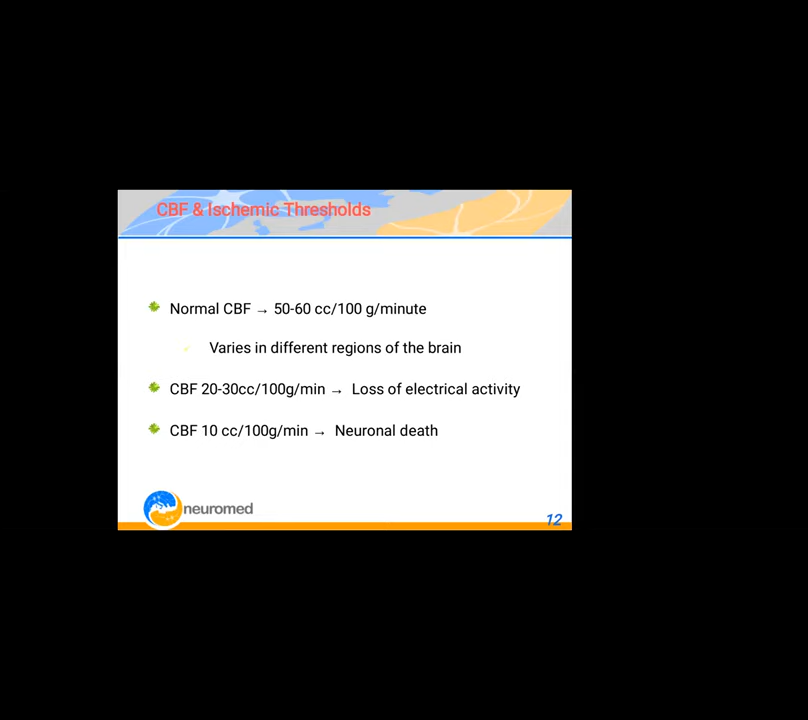 CBF & Ischemic Thresholds
Normal CBF → 50-60 cc/100 g/minute
Varies in different regions of the brain
CBF 20-30cc/100g/min → Loss of electrical activity
CBF 10 cc/100g/min → Neuronal death
neuromed
12